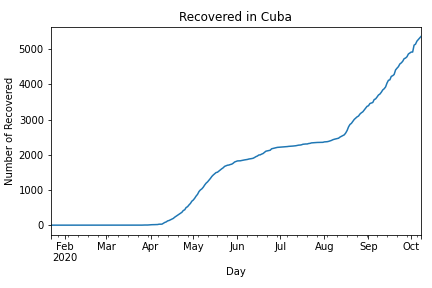 Recovered in Cuba
Number of Recovered
5000
4000
3000
2000
1000
0
Feb Mar Apr May Jun Jul Aug Sep Oct
2020
Day